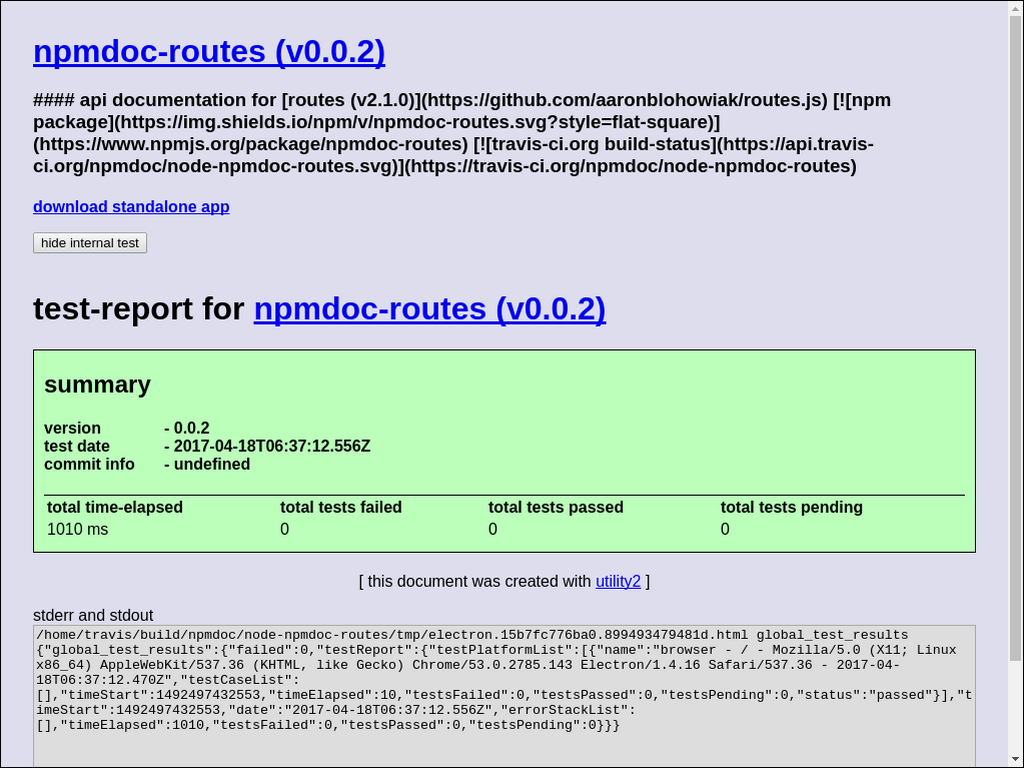 npmdoc-routes (v0.0.2)
#### api documentation for [routes (v2.1.0)](https://github.com/aaronblohowiak/routes.js) [![npm
package](https://img.shields.io/npm/v/npmdoc-routes.svg?style=flat-square)]
(https://www.npmjs.org/package/npmdoc-routes) [![travis-ci.org build-status](https://api.travis-
ci.org/npmdoc/node-npmdoc-routes.svg)](https://travis-ci.org/npmdoc/node-npmdoc-routes)
download standalone app
hide internal test
test-report for npmdoc-routes (v0.0.2)
summary
version - 0.0.2
test date - 2017-04-18T06:37:12.556Z
commit info - undefined
total time-elapsed total tests failed total tests passed total tests pending
1010 ms 0 0 0
[ this document was created with utility2 ]
stderr and stdout
/home/travis/build/npmdoc/node-npmdoc-routes/tmp/electron.15b7fc776ba0.899493479481d.html global_test_results
{"global_test_results":{"failed":0,"testReport":{"testPlatformList":[{"name":"browser - / - Mozilla/5.0 (X11; Linux
x86_64) AppleWebKit/537.36 (KHTML, like Gecko) Chrome/53.0.2785.143 Electron/1.4.16 Safari/537.36 - 2017-04-
18T06:37:12.470Z","testCaseList":
[],"timeStart":1492497432553,"timeElapsed":10,"testsFailed":0,"testsPassed":0,"testsPending":0,"status":"passed"}],"t
imeStart":1492497432553,"date":"2017-04-18T06:37:12.556Z","errorStackList":
[],"timeElapsed":1010,"testsFailed":0,"testsPassed":0,"testsPending":0}}}